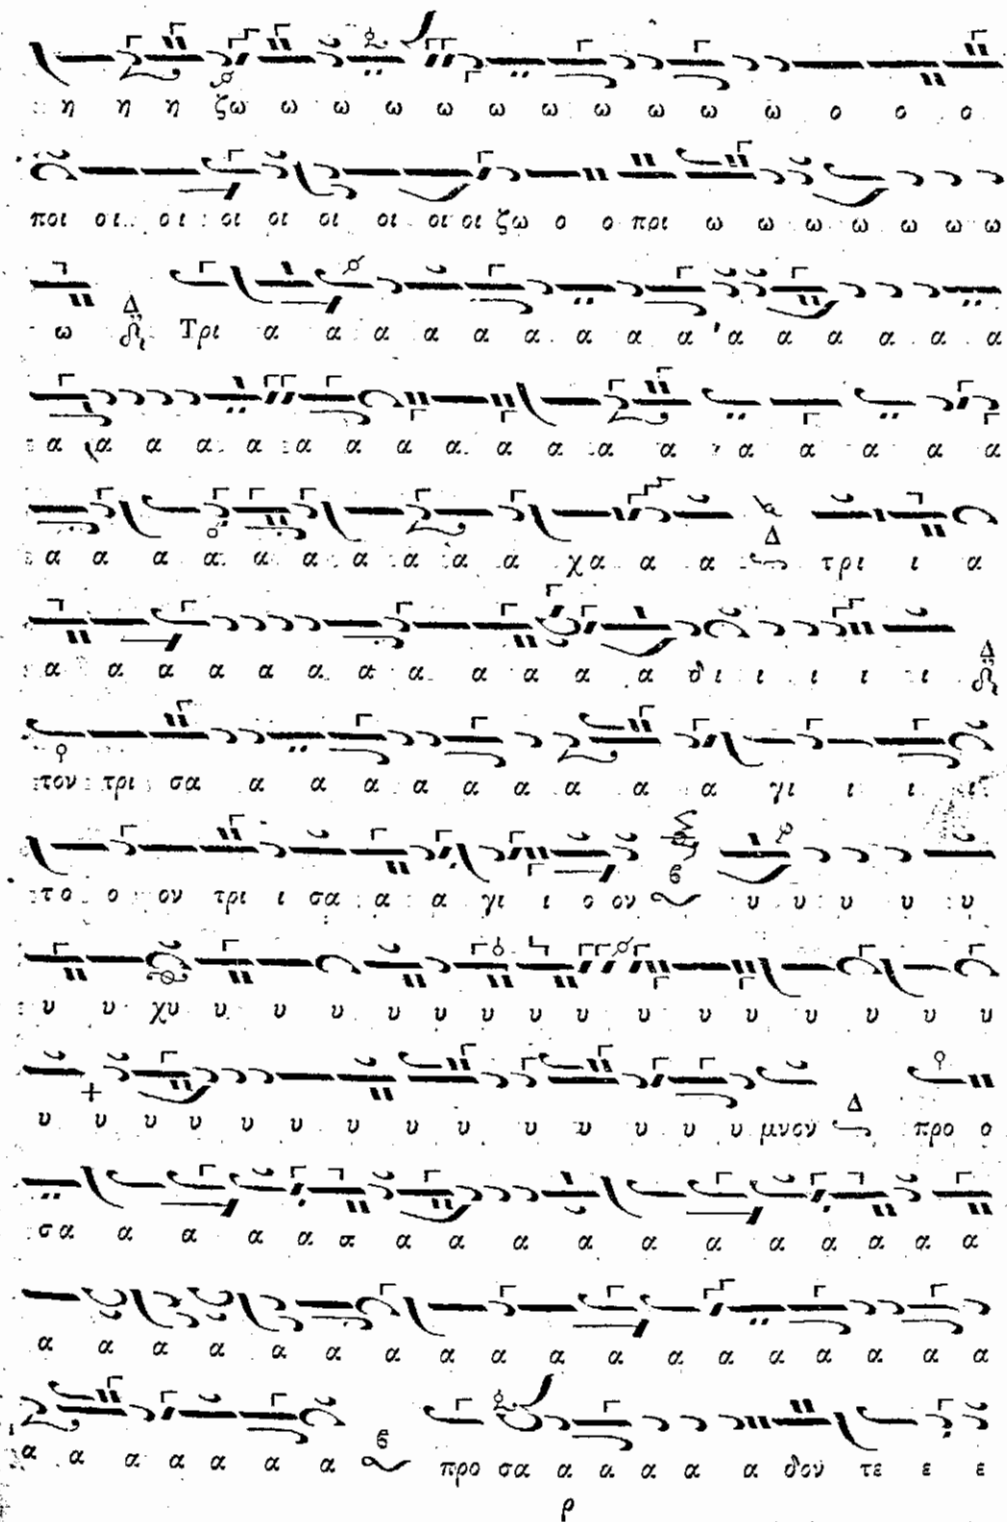 η η η ζω ω ω ω ω ω ω ω ω ω ω ο ο ο
ποι οι οι οι οι οι οι οι οι ζω ο ο πρι ω ω ω ω ω ω
ω Δ Τρι α α α α α α α α α α α α α α
α α α α α α α α α α α α α α α α α
α α α α α α α α α α χα α α Δ τρι ι α
α α α α α α α α α α α α δι ι ι ι ι Δ
τον τρι σα α α α α α α α α γι ι ι ι
το ο ον τρι ι σα α α γι ι ο ον υ υ υ υ υ
υ υ χυ υ υ υ υ υ υ υ υ υ υ υ υ υ υ υ
υ υ υ υ υ υ υ υ υ υ υ υ υ υ μνον Δ προ ο
σα α α α α α α α α α α α α α α α α
α α α α α α α α α α α α α α α α α
α α α α α α α προ σα α α α α α δον τε ε ε
ρ